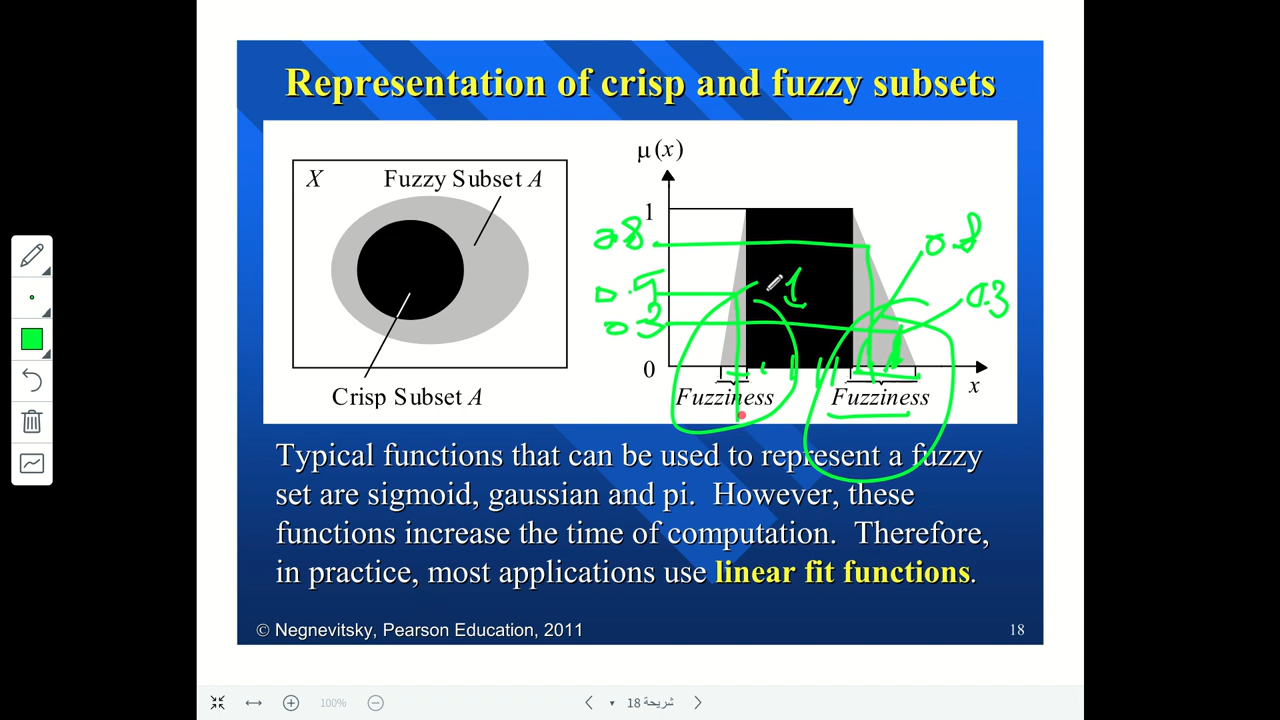 Representation of crisp and fuzzy subsets
X
Fuzzy Subset A
Crisp Subset A
μ(x)
1
0.8
0.8
1
0.5
0.3
0.3
0
x
Fuzziness
Fuzziness
Typical functions that can be used to represent a fuzzy
set are sigmoid, gaussian and pi. However, these
functions increase the time of computation. Therefore,
in practice, most applications use linear fit functions.
© Negnevitsky, Pearson Education, 2011
18
100%
شريحة 18